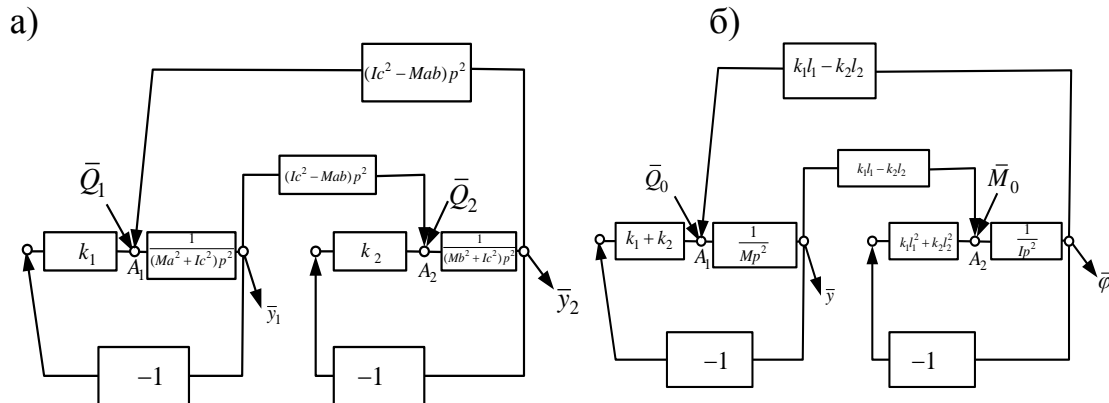 а)
б)
(Ic² − Mab) p²
k₁l₁ − k₂l₂
(Ic² − Mab) p²
k₁l₁ − k₂l₂
Q̅₁
Q̅₂
Q̅₀
M̅₀
k₁
A₁
1/((Ma² + Ic²) p²)
k₂
A₂
1/((Mb² + Ic²) p²)
k₁ + k₂
A₁
1/(Mp²)
k₁l₁² + k₂l₂²
A₂
1/(Ip²)
y̅₁
y̅₂
y̅
φ̅
−1
−1
−1
−1